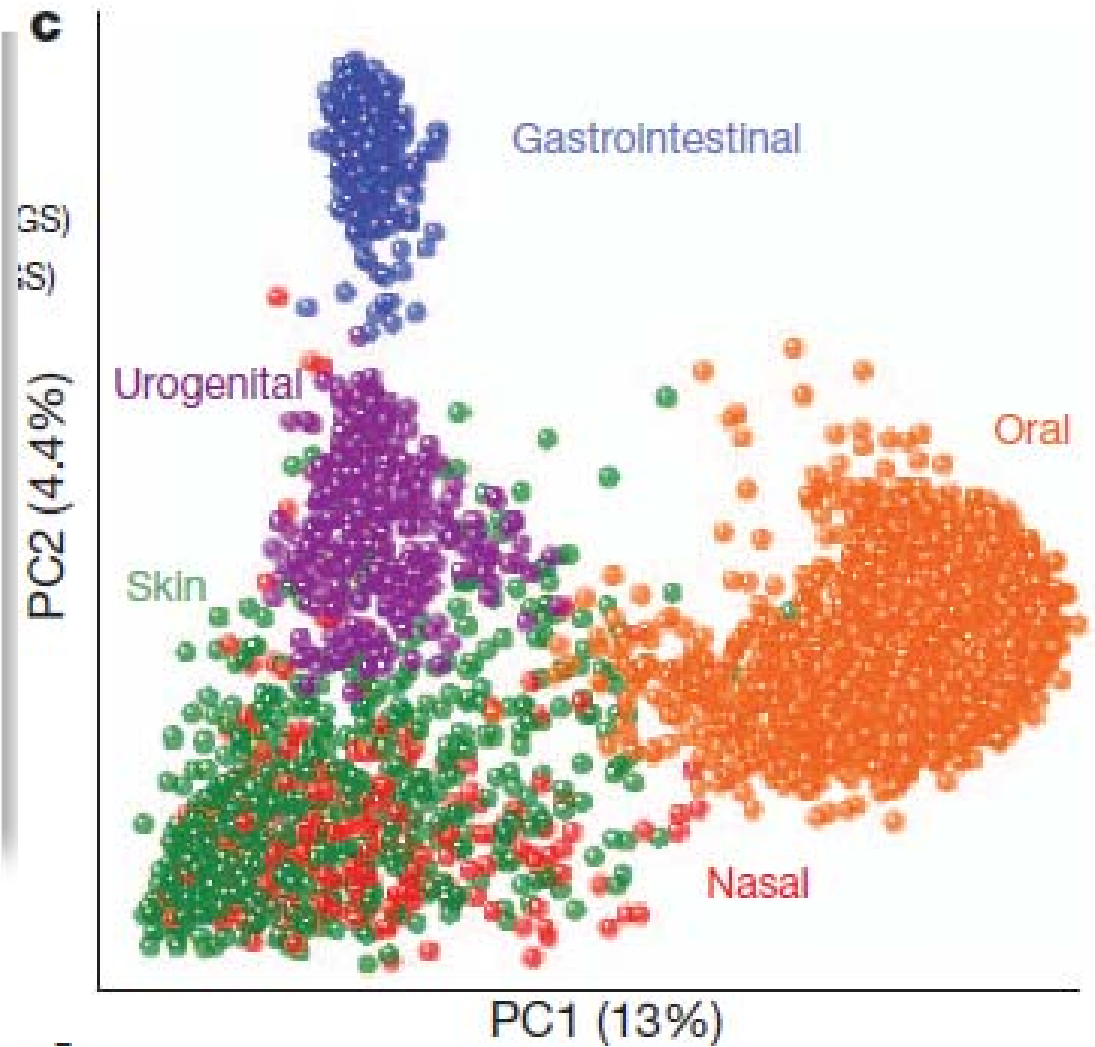 c
Gastrointestinal
GS)
S)
Urogenital
Oral
PC2 (4.4%)
Skin
Nasal
PC1 (13%)